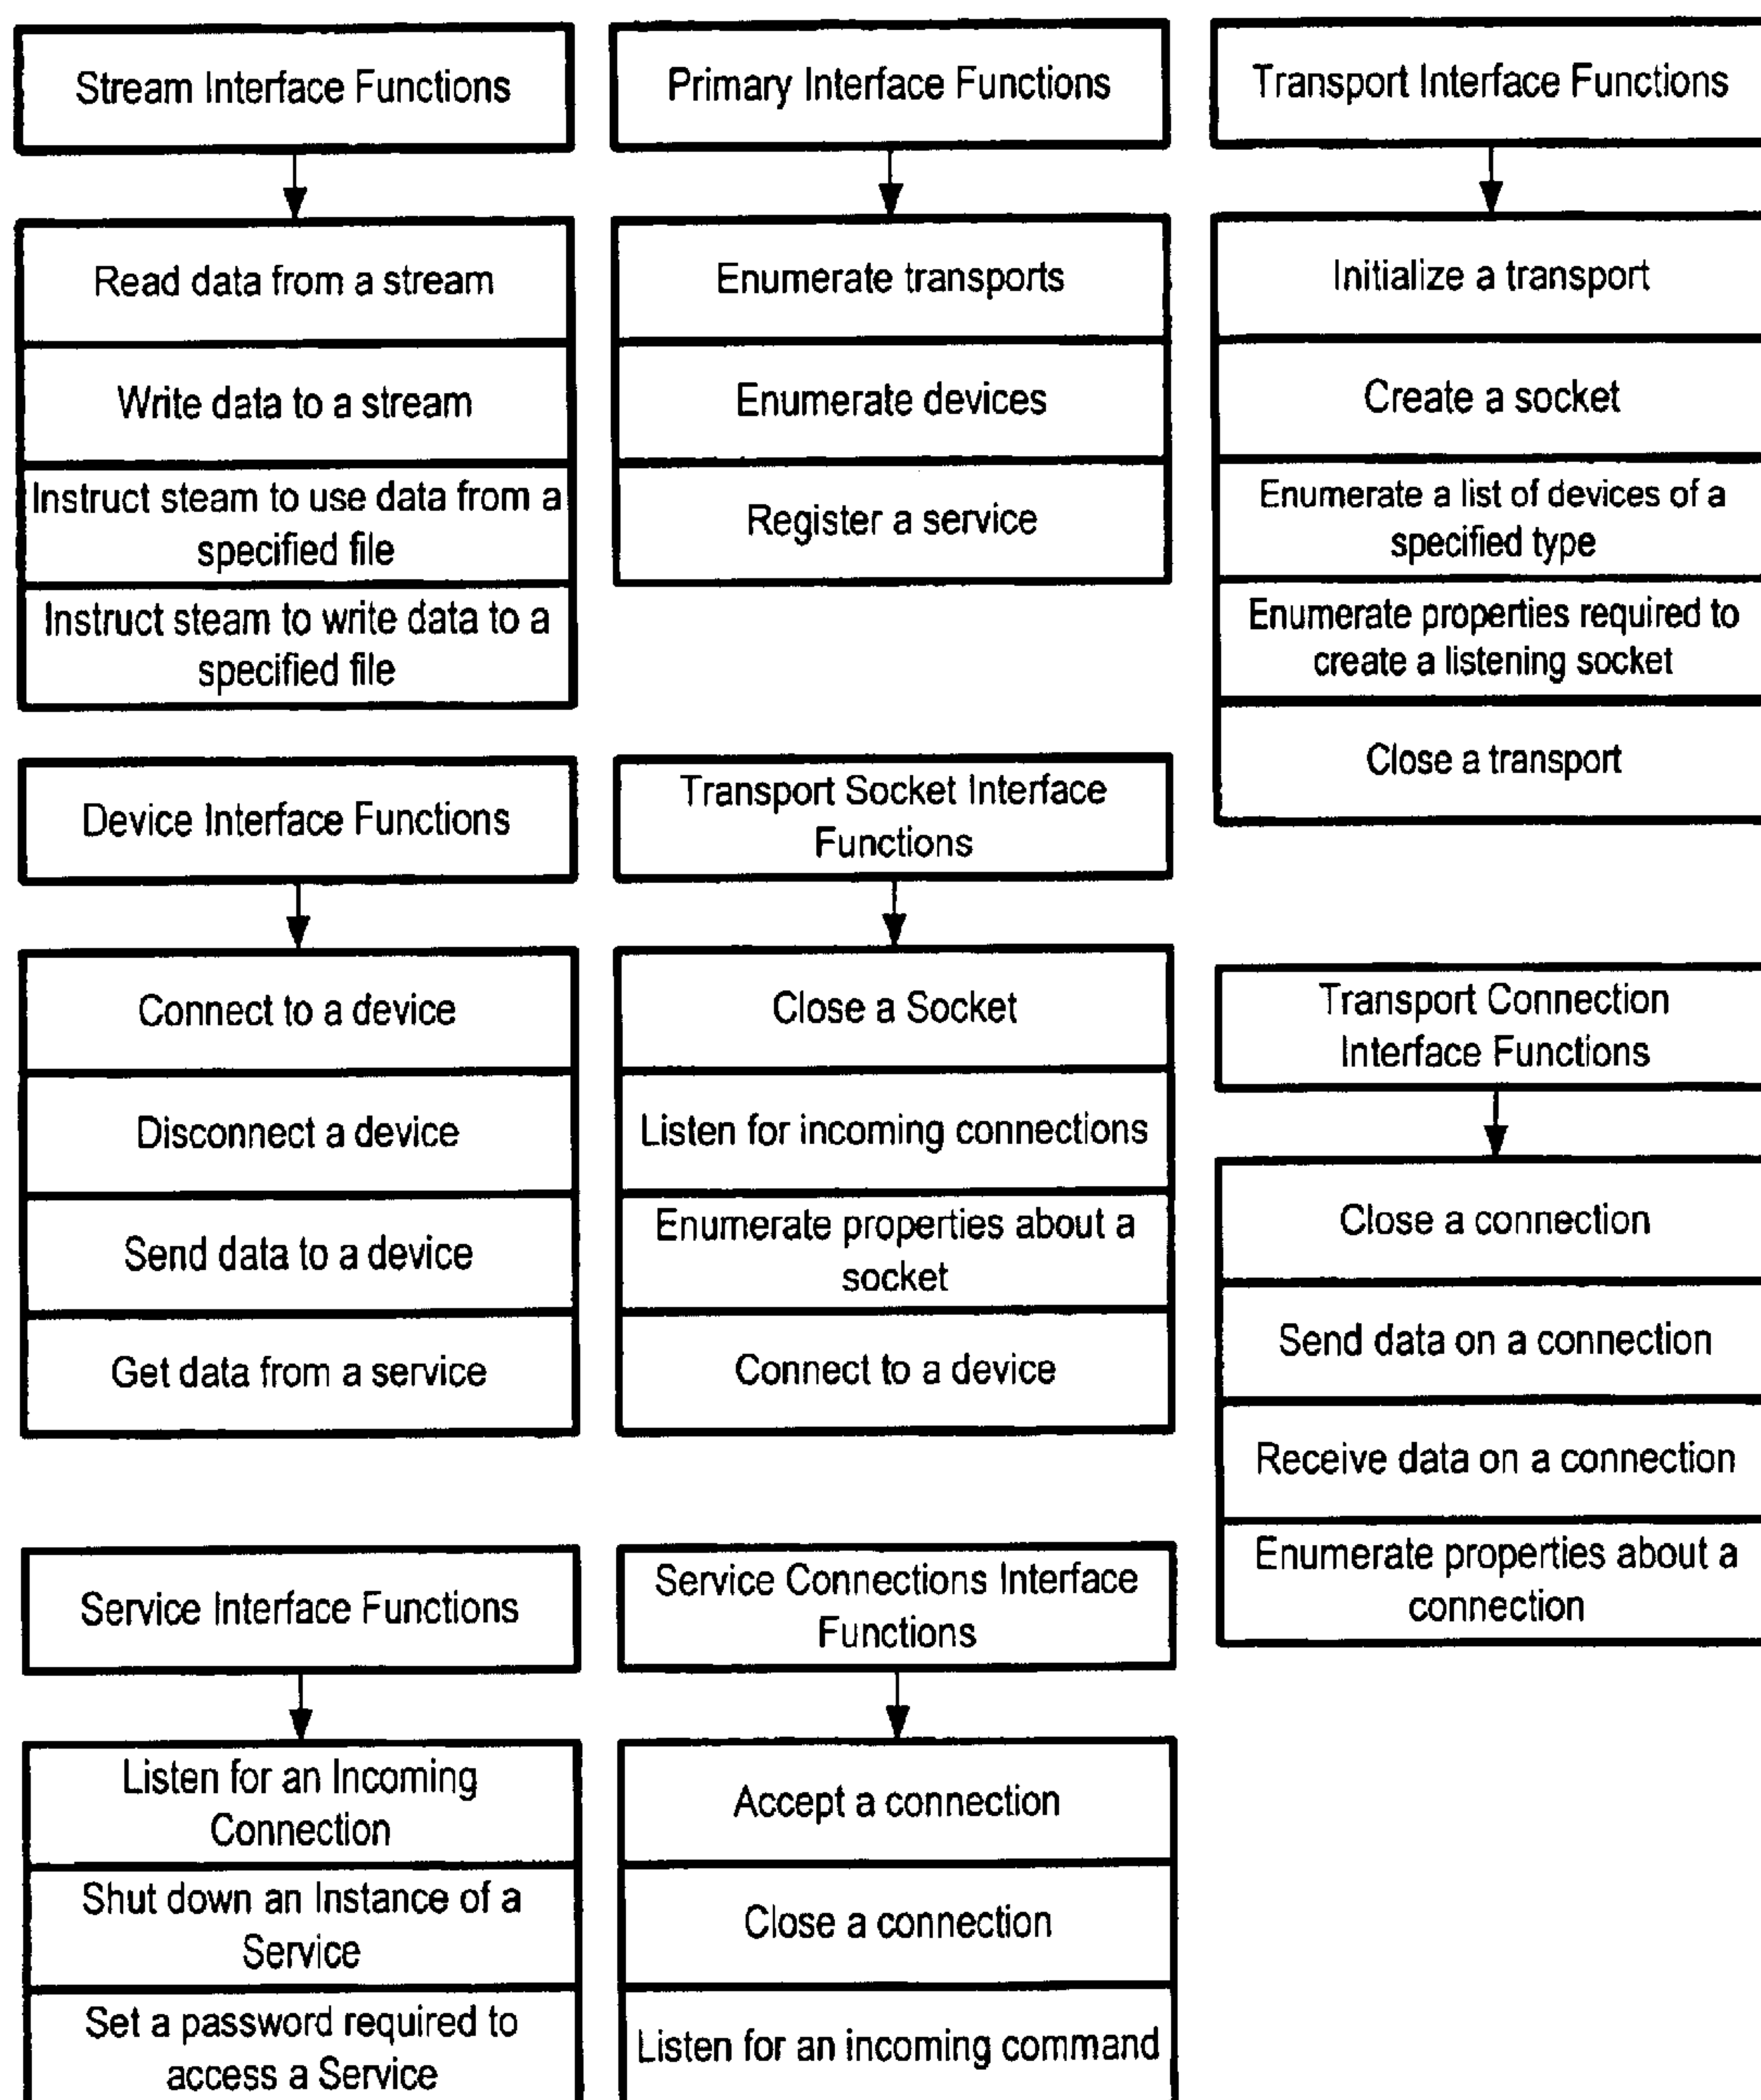 Stream Interface Functions
Read data from a stream
Write data to a stream
Instruct steam to use data from a
specified file
Instruct steam to write data to a
specified file
Primary Interface Functions
Enumerate transports
Enumerate devices
Register a service
Transport Interface Functions
Initialize a transport
Create a socket
Enumerate a list of devices of a
specified type
Enumerate properties required to
create a listening socket
Close a transport
Device Interface Functions
Connect to a device
Disconnect a device
Send data to a device
Get data from a service
Transport Socket Interface
Functions
Close a Socket
Listen for incoming connections
Enumerate properties about a
socket
Connect to a device
Transport Connection
Interface Functions
Close a connection
Send data on a connection
Receive data on a connection
Enumerate properties about a
connection
Service Interface Functions
Listen for an Incoming
Connection
Shut down an Instance of a
Service
Set a password required to
access a Service
Service Connections Interface
Functions
Accept a connection
Close a connection
Listen for an incoming command